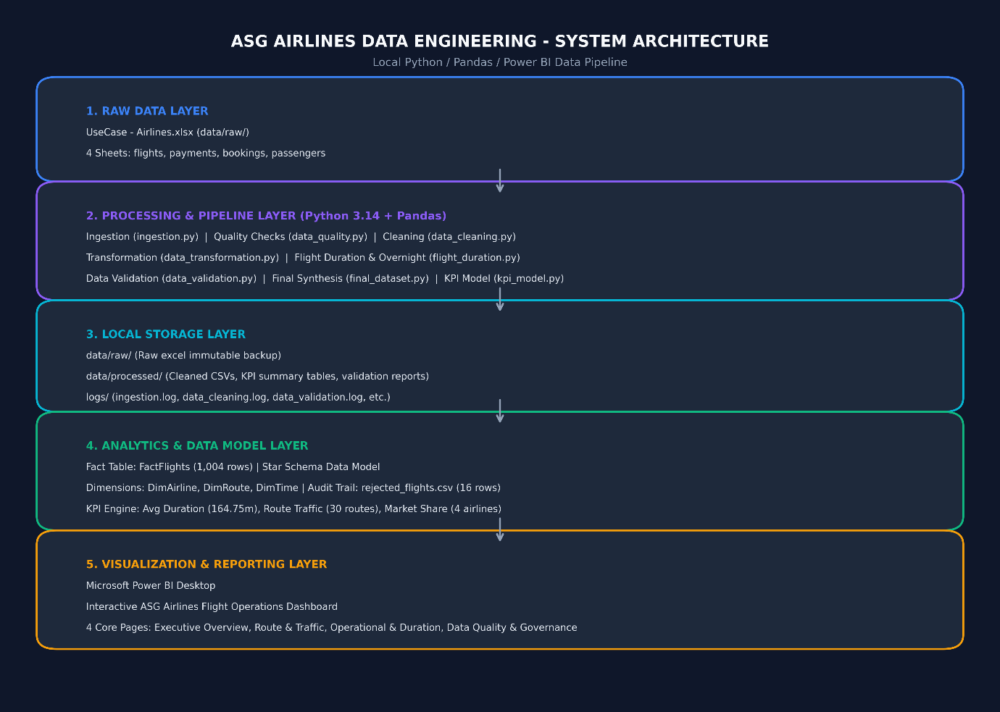 ASG AIRLINES DATA ENGINEERING - SYSTEM ARCHITECTURE
Local Python / Pandas / Power BI Data Pipeline
1. RAW DATA LAYER
UseCase - Airlines.xlsx (data/raw/)
4 Sheets: flights, payments, bookings, passengers
2. PROCESSING & PIPELINE LAYER (Python 3.14 + Pandas)
Ingestion (ingestion.py)  |  Quality Checks (data_quality.py)  |  Cleaning (data_cleaning.py)
Transformation (data_transformation.py)  |  Flight Duration & Overnight (flight_duration.py)
Data Validation (data_validation.py)  |  Final Synthesis (final_dataset.py)  |  KPI Model (kpi_model.py)
3. LOCAL STORAGE LAYER
data/raw/ (Raw excel immutable backup)
data/processed/ (Cleaned CSVs, KPI summary tables, validation reports)
logs/ (ingestion.log, data_cleaning.log, data_validation.log, etc.)
4. ANALYTICS & DATA MODEL LAYER
Fact Table: FactFlights (1,004 rows) | Star Schema Data Model
Dimensions: DimAirline, DimRoute, DimTime | Audit Trail: rejected_flights.csv (16 rows)
KPI Engine: Avg Duration (164.75m), Route Traffic (30 routes), Market Share (4 airlines)
5. VISUALIZATION & REPORTING LAYER
Microsoft Power BI Desktop
Interactive ASG Airlines Flight Operations Dashboard
4 Core Pages: Executive Overview, Route & Traffic, Operational & Duration, Data Quality & Governance